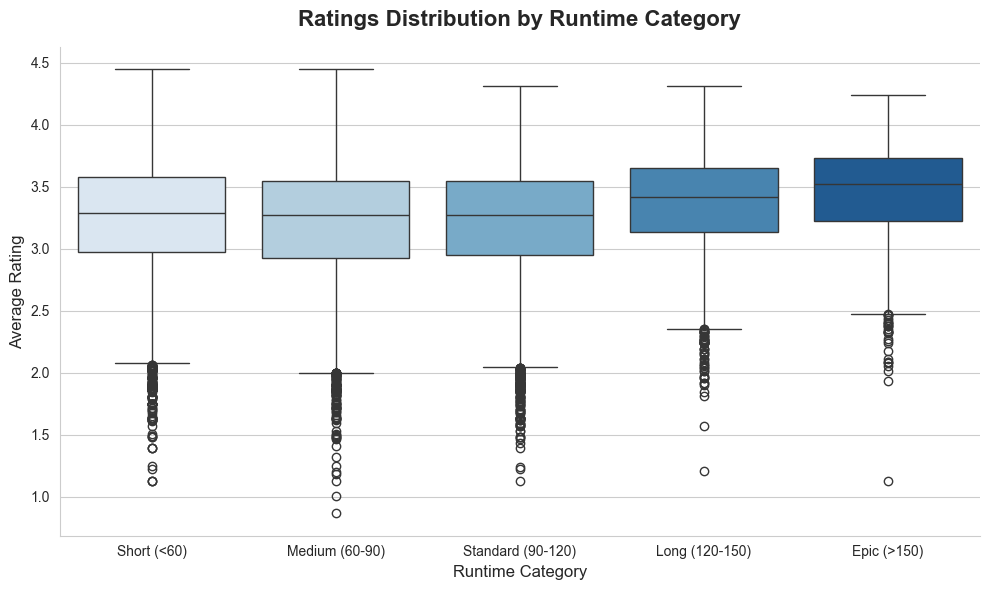 Ratings Distribution by Runtime Category
Average Rating
4.5
4.0
3.5
3.0
2.5
2.0
1.5
1.0
Short (<60) Medium (60-90) Standard (90-120) Long (120-150) Epic (>150)
Runtime Category